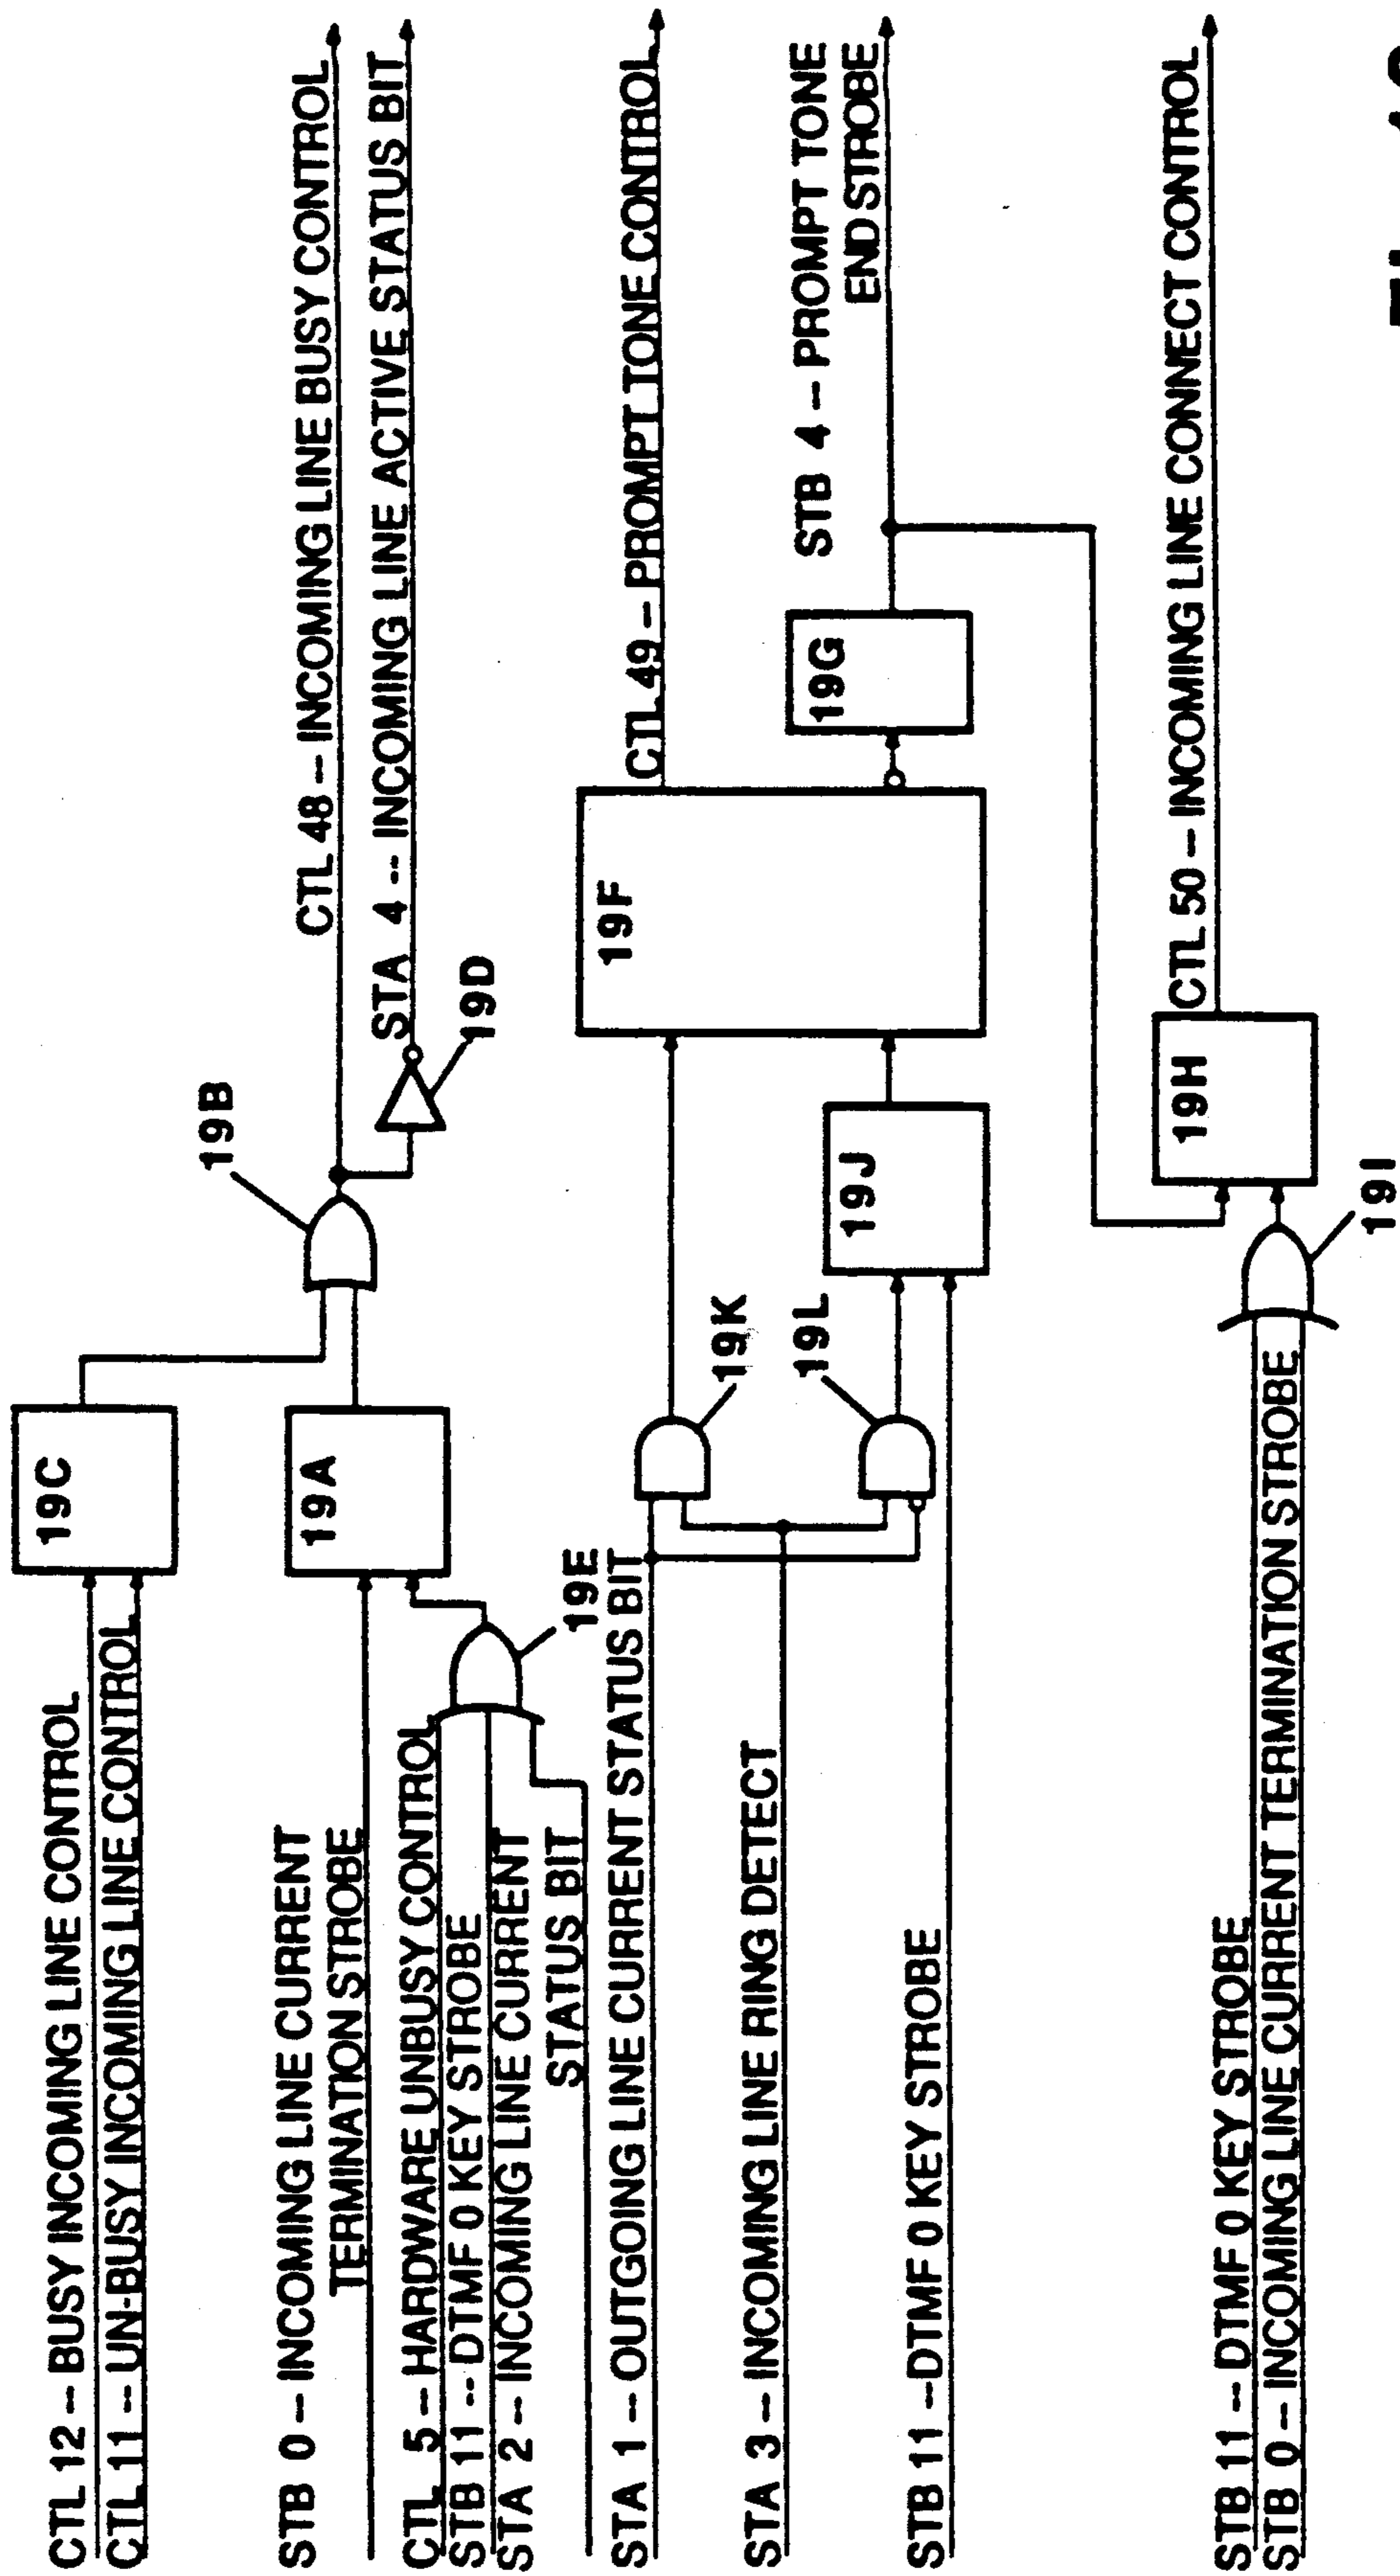 CTL 12 -- BUSY INCOMING LINE CONTROL
CTL 11 -- UN-BUSY INCOMING LINE CONTROL
19C
STB 0 -- INCOMING LINE CURRENT
TERMINATION STROBE
19A
CTL 5 -- HARDWARE UNBUSY CONTROL
STB 11 -- DTMF 0 KEY STROBE
STA 2 -- INCOMING LINE CURRENT
STATUS BIT
19E
19B
CTL 48 -- INCOMING LINE BUSY CONTROL
STA 4 -- INCOMING LINE ACTIVE STATUS BIT
19D
STA 1 -- OUTGOING LINE CURRENT STATUS BIT
STA 3 -- INCOMING LINE RING DETECT
STB 11 --DTMF 0 KEY STROBE
19K
19L
19J
19F
CTL 49 -- PROMPT TONE CONTROL
19G
STB 4 -- PROMPT TONE
END STROBE
STB 11 -- DTMF 0 KEY STROBE
STB 0 -- INCOMING LINE CURRENT TERMINATION STROBE
19I
19H
CTL 50 -- INCOMING LINE CONNECT CONTROL